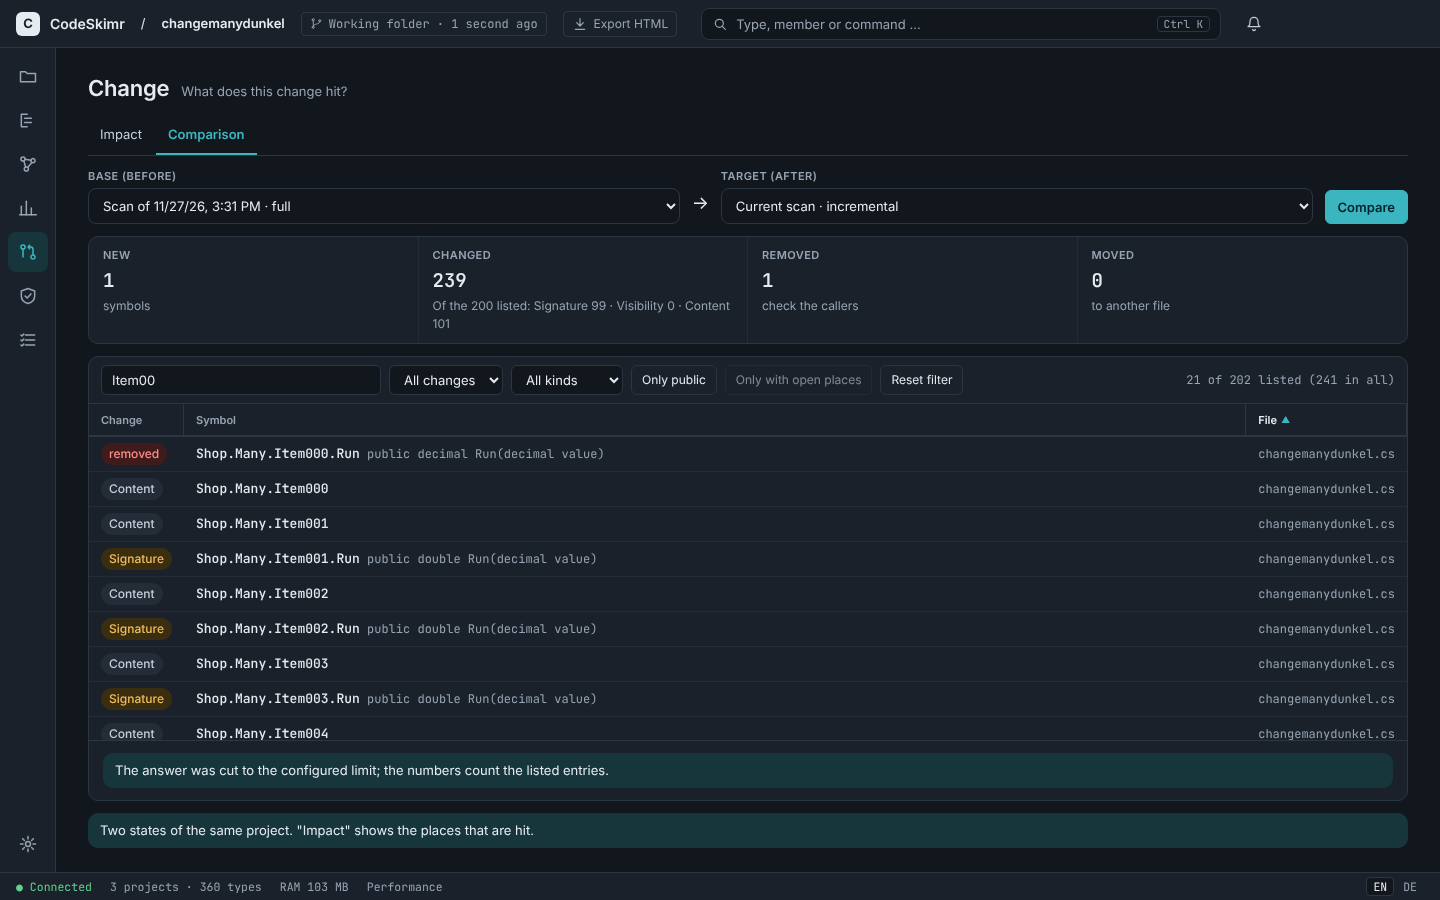 C CodeSkimr / changemanydunkel Working folder · 1 second ago Export HTML Type, member or command ... Ctrl K
Change What does this change hit?
Impact Comparison
BASE (BEFORE) TARGET (AFTER)
Scan of 11/27/26, 3:31 PM · full → Current scan · incremental Compare
NEW CHANGED REMOVED MOVED
1 239 1 0
symbols Of the 200 listed: Signature 99 · Visibility 0 · Content 101 check the callers to another file
Item00 All changes All kinds Only public Only with open places Reset filter 21 of 202 listed (241 in all)
Change Symbol File ▲
removed Shop.Many.Item000.Run public decimal Run(decimal value) changemanydunkel.cs
Content Shop.Many.Item000 changemanydunkel.cs
Content Shop.Many.Item001 changemanydunkel.cs
Signature Shop.Many.Item001.Run public double Run(decimal value) changemanydunkel.cs
Content Shop.Many.Item002 changemanydunkel.cs
Signature Shop.Many.Item002.Run public double Run(decimal value) changemanydunkel.cs
Content Shop.Many.Item003 changemanydunkel.cs
Signature Shop.Many.Item003.Run public double Run(decimal value) changemanydunkel.cs
Content Shop.Many.Item004 changemanydunkel.cs
The answer was cut to the configured limit; the numbers count the listed entries.
Two states of the same project. "Impact" shows the places that are hit.
● Connected 3 projects · 360 types RAM 103 MB Performance EN DE